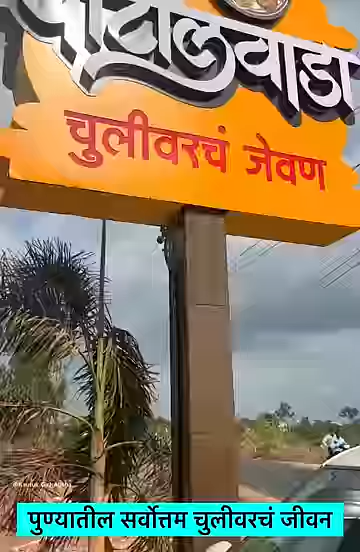 पाटीलवाडा
चुलीवरचं जेवण
पुण्यातील सर्वोत्तम चुलीवरचं जीवन